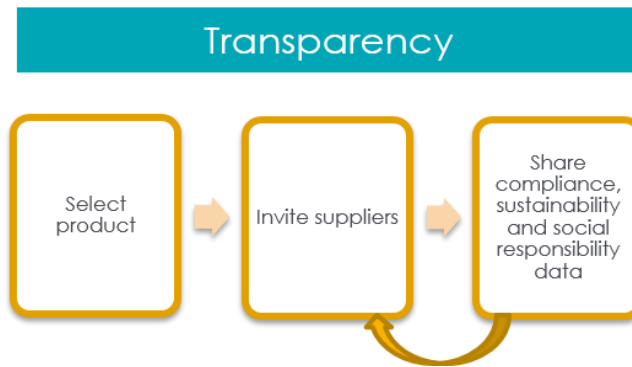 Transparency
Select
product
Invite suppliers
Share
compliance,
sustainability
and social
responsibility
data